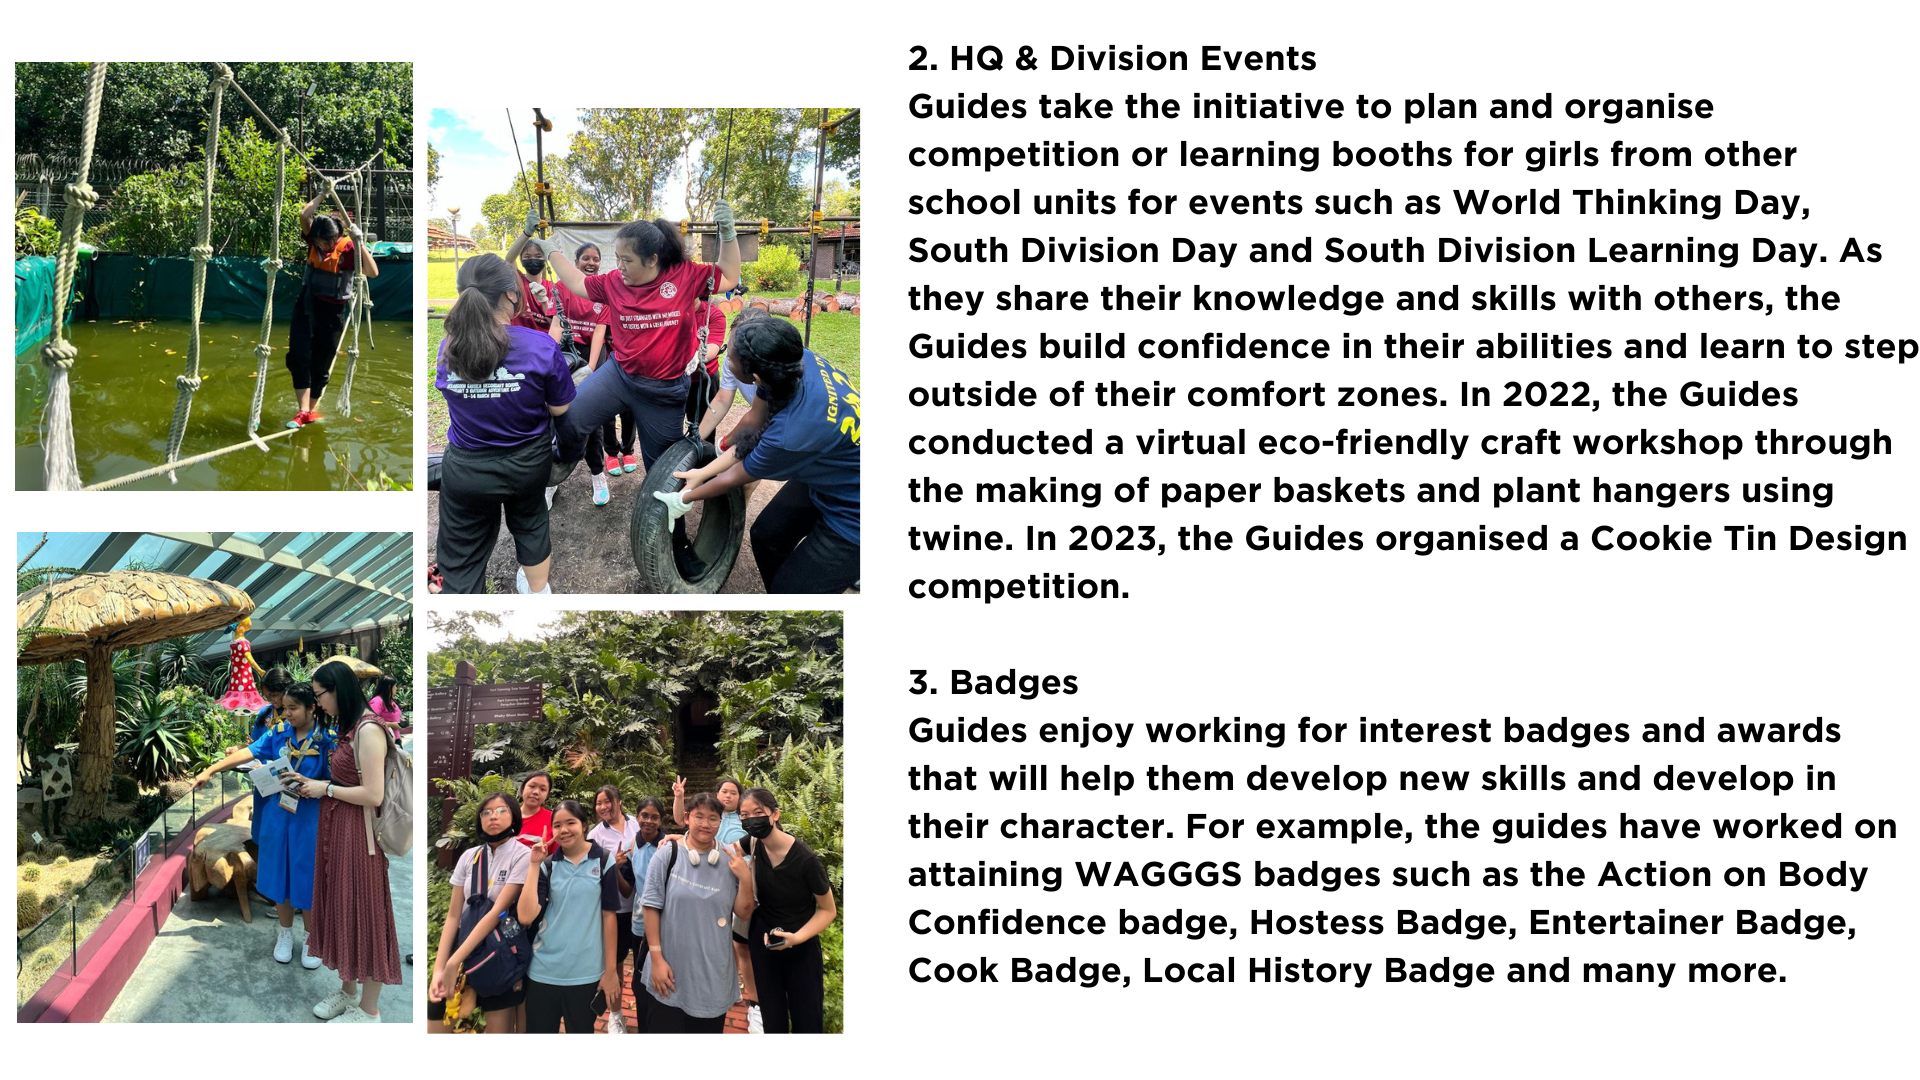 2. HQ & Division Events
Guides take the initiative to plan and organise
competition or learning booths for girls from other
school units for events such as World Thinking Day,
South Division Day and South Division Learning Day. As
they share their knowledge and skills with others, the
Guides build confidence in their abilities and learn to step
outside of their comfort zones. In 2022, the Guides
conducted a virtual eco-friendly craft workshop through
the making of paper baskets and plant hangers using
twine. In 2023, the Guides organised a Cookie Tin Design
competition.
3. Badges
Guides enjoy working for interest badges and awards
that will help them develop new skills and develop in
their character. For example, the guides have worked on
attaining WAGGGS badges such as the Action on Body
Confidence badge, Hostess Badge, Entertainer Badge,
Cook Badge, Local History Badge and many more.